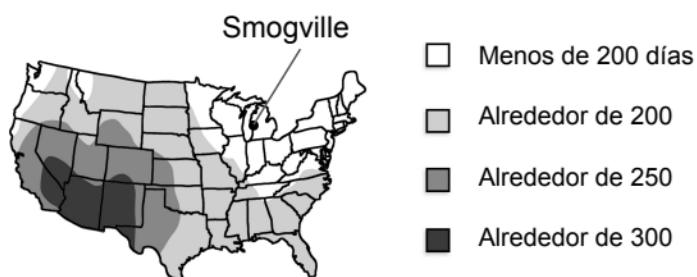 Smogville
Menos de 200 días
Alrededor de 200
Alrededor de 250
Alrededor de 300